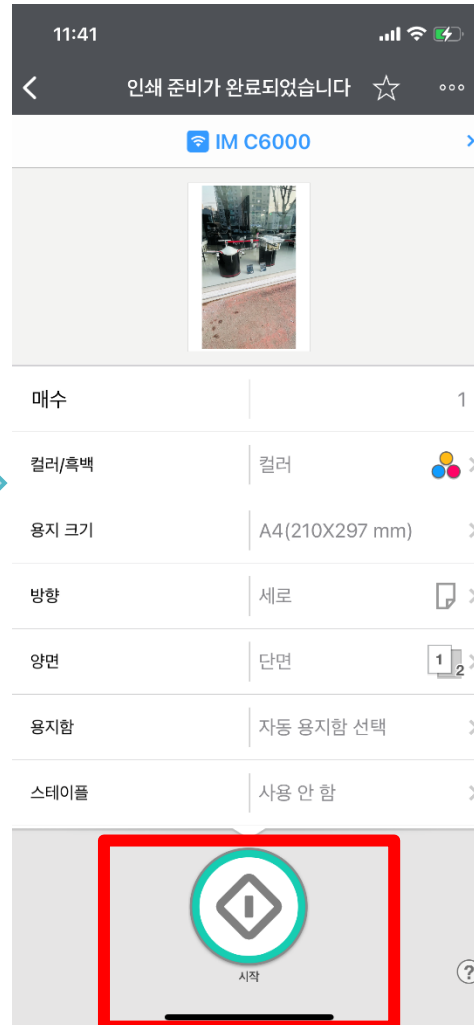 11:41
인쇄 준비가 완료되었습니다
IM C6000
매수 1
컬러/흑백 컬러
용지 크기 A4(210X297 mm)
방향 세로
양면 단면 1 2
용지함 자동 용지함 선택
스테이플 사용 안 함
시작
?